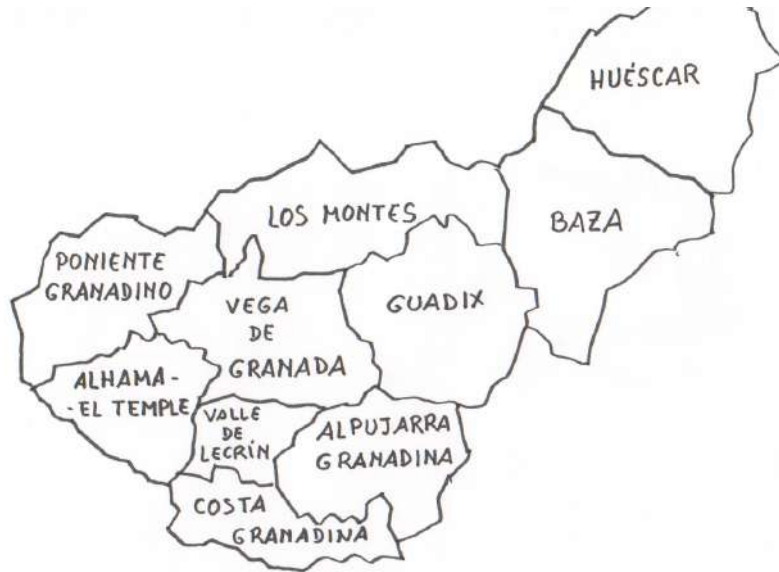 HUÉSCAR
BAZA
LOS MONTES
PONIENTE
GRANADINO
VEGA
DE
GRANADA
GUADIX
ALHAMA-
-EL TEMPLE
VALLE
DE
LECRÍN
ALPUJARRA
GRANADINA
COSTA
GRANADINA